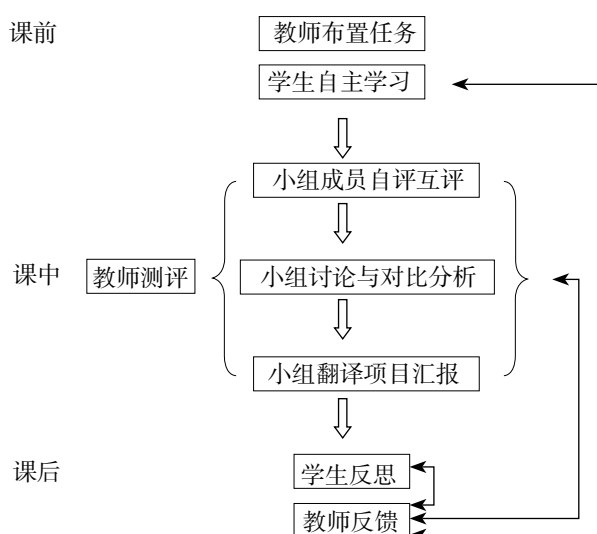 课前
教师布置任务
学生自主学习
小组成员自评互评
课中
教师测评
小组讨论与对比分析
小组翻译项目汇报
课后
学生反思
教师反馈